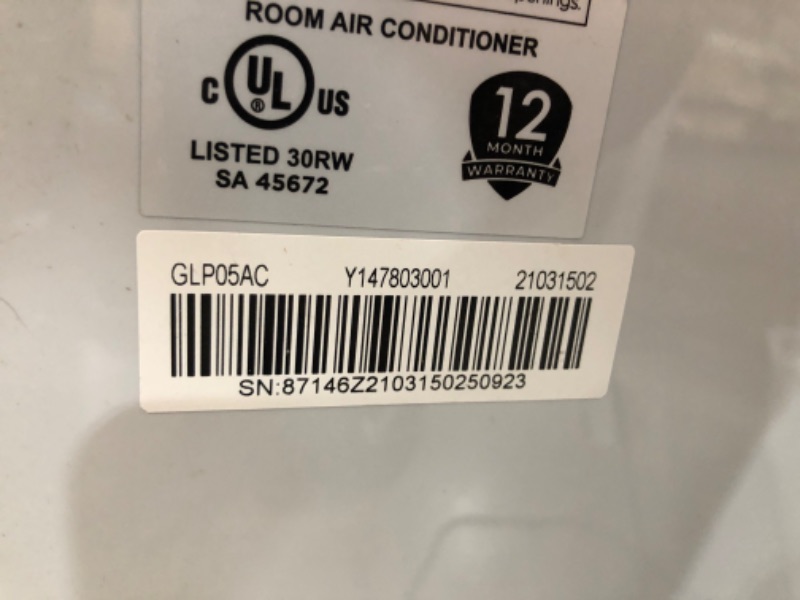 ROOM AIR CONDITIONER
C UL ® US
LISTED 30RW
SA 45672
12
MONTH
WARRANTY
GLP05AC Y147803001 21031502
SN:87146Z2103150250923